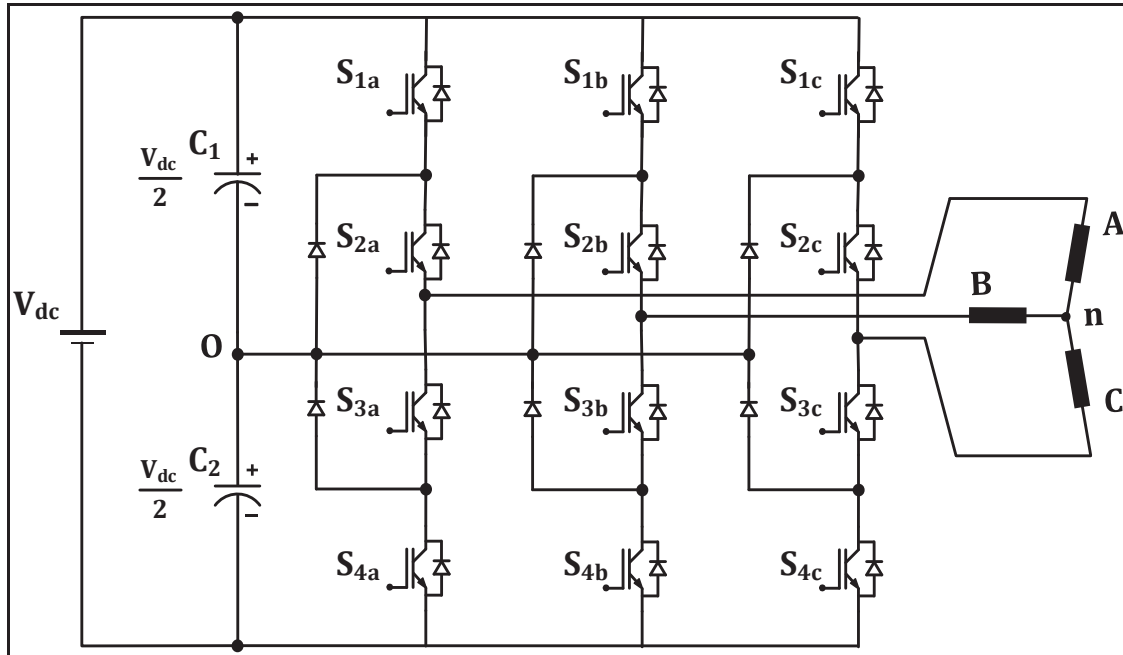 S1a
S1b
S1c
C1
+
Vdc
2
−
S2a
S2b
S2c
A
B
Vdc
n
O
S3a
S3b
S3c
C
C2
+
Vdc
2
−
S4a
S4b
S4c